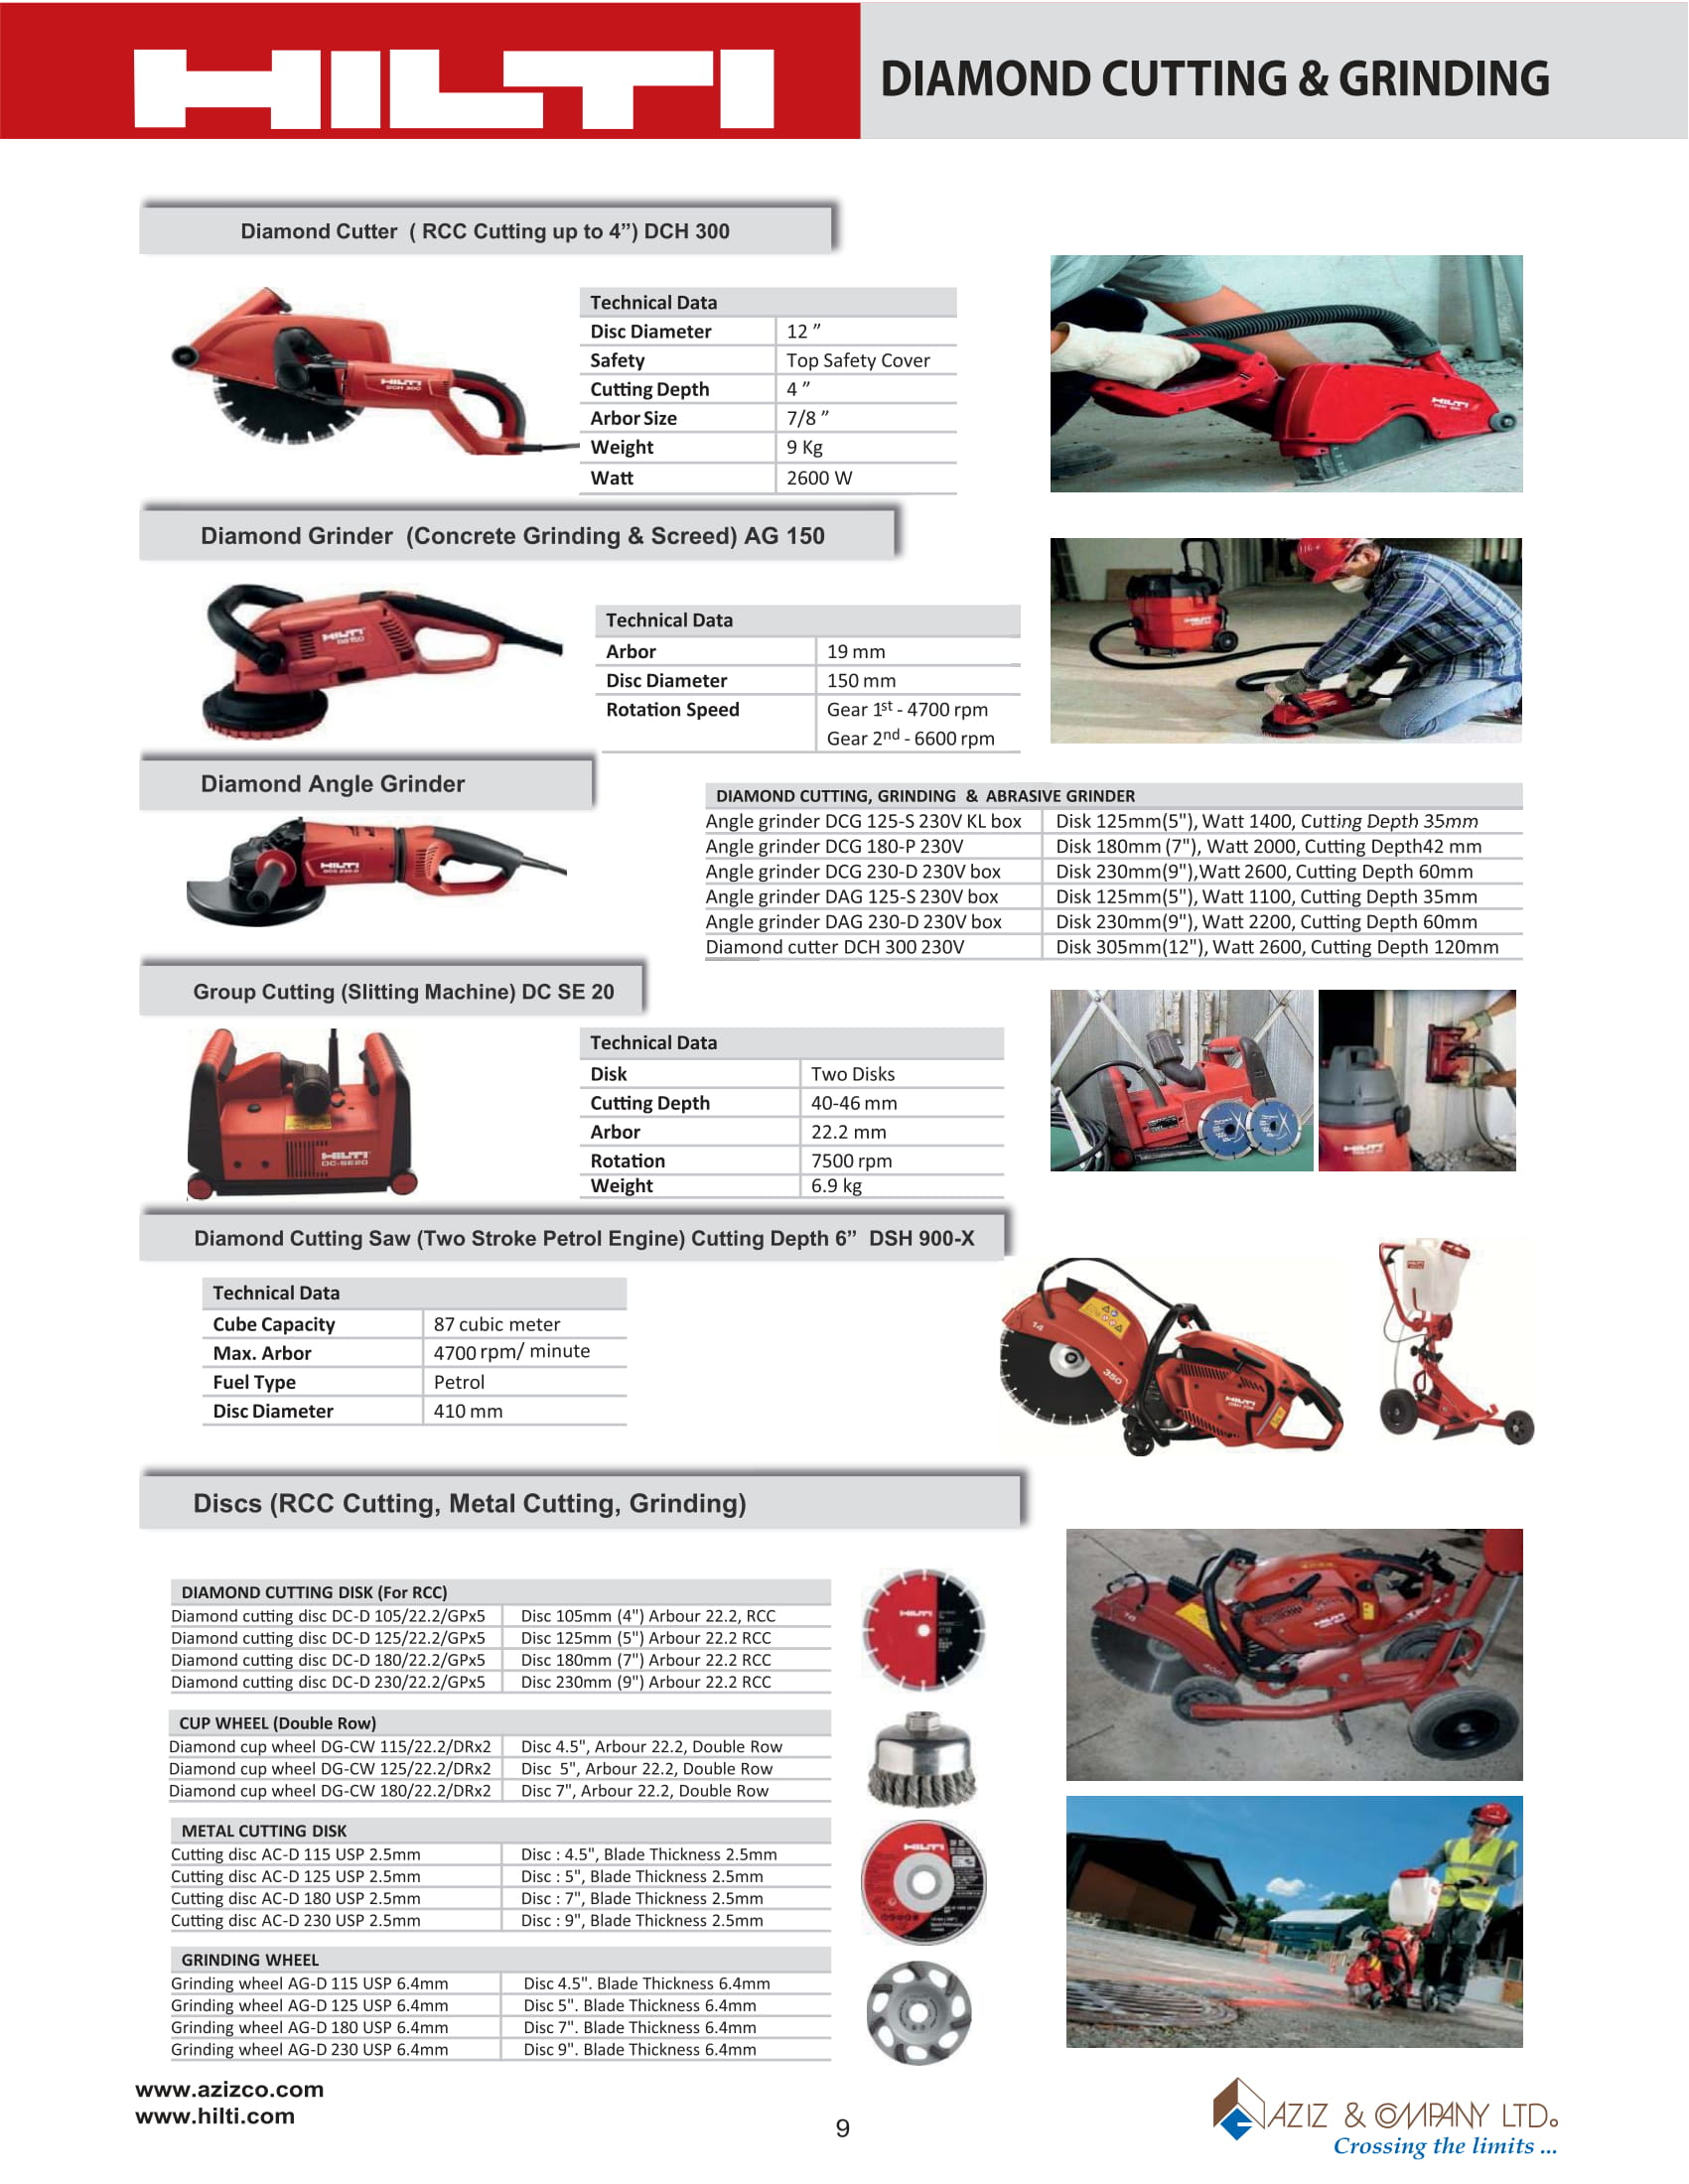 HILTI
DIAMOND CUTTING & GRINDING
Diamond Cutter ( RCC Cutting up to 4”) DCH 300
Technical Data
Disc Diameter 12 ”
Safety Top Safety Cover
Cutting Depth 4 ”
Arbor Size 7/8 ”
Weight 9 Kg
Watt 2600 W
HILTI
DCH 300
HILTI
Diamond Grinder (Concrete Grinding & Screed) AG 150
HILTI
Technical Data
Arbor 19 mm
Disc Diameter 150 mm
Rotation Speed Gear 1st - 4700 rpm
Gear 2nd - 6600 rpm
Diamond Angle Grinder
HILTI
DIAMOND CUTTING, GRINDING & ABRASIVE GRINDER
Angle grinder DCG 125-S 230V KL box Disk 125mm(5"), Watt 1400, Cutting Depth 35mm
Angle grinder DCG 180-P 230V Disk 180mm (7"), Watt 2000, Cutting Depth42 mm
Angle grinder DCG 230-D 230V box Disk 230mm(9"),Watt 2600, Cutting Depth 60mm
Angle grinder DAG 125-S 230V box Disk 125mm(5"), Watt 1100, Cutting Depth 35mm
Angle grinder DAG 230-D 230V box Disk 230mm(9"), Watt 2200, Cutting Depth 60mm
Diamond cutter DCH 300 230V Disk 305mm(12"), Watt 2600, Cutting Depth 120mm
Group Cutting (Slitting Machine) DC SE 20
HILTI
DC-SE20
Technical Data
Disk Two Disks
Cutting Depth 40-46 mm
Arbor 22.2 mm
Rotation 7500 rpm
Weight 6.9 kg
HILTI
Diamond Cutting Saw (Two Stroke Petrol Engine) Cutting Depth 6” DSH 900-X
Technical Data
Cube Capacity 87 cubic meter
Max. Arbor 4700 rpm/ minute
Fuel Type Petrol
Disc Diameter 410 mm
14
350
HILTI
Discs (RCC Cutting, Metal Cutting, Grinding)
DIAMOND CUTTING DISK (For RCC)
Diamond cutting disc DC-D 105/22.2/GPx5 Disc 105mm (4") Arbour 22.2, RCC
Diamond cutting disc DC-D 125/22.2/GPx5 Disc 125mm (5") Arbour 22.2 RCC
Diamond cutting disc DC-D 180/22.2/GPx5 Disc 180mm (7") Arbour 22.2 RCC
Diamond cutting disc DC-D 230/22.2/GPx5 Disc 230mm (9") Arbour 22.2 RCC
HILTI
CUP WHEEL (Double Row)
Diamond cup wheel DG-CW 115/22.2/DRx2 Disc 4.5", Arbour 22.2, Double Row
Diamond cup wheel DG-CW 125/22.2/DRx2 Disc 5", Arbour 22.2, Double Row
Diamond cup wheel DG-CW 180/22.2/DRx2 Disc 7", Arbour 22.2, Double Row
METAL CUTTING DISK
Cutting disc AC-D 115 USP 2.5mm Disc : 4.5", Blade Thickness 2.5mm
Cutting disc AC-D 125 USP 2.5mm Disc : 5", Blade Thickness 2.5mm
Cutting disc AC-D 180 USP 2.5mm Disc : 7", Blade Thickness 2.5mm
Cutting disc AC-D 230 USP 2.5mm Disc : 9", Blade Thickness 2.5mm
HILTI
GRINDING WHEEL
Grinding wheel AG-D 115 USP 6.4mm Disc 4.5". Blade Thickness 6.4mm
Grinding wheel AG-D 125 USP 6.4mm Disc 5". Blade Thickness 6.4mm
Grinding wheel AG-D 180 USP 6.4mm Disc 7". Blade Thickness 6.4mm
Grinding wheel AG-D 230 USP 6.4mm Disc 9". Blade Thickness 6.4mm
www.azizco.com
www.hilti.com
9
AZIZ & COMPANY LTD.
Crossing the limits ...